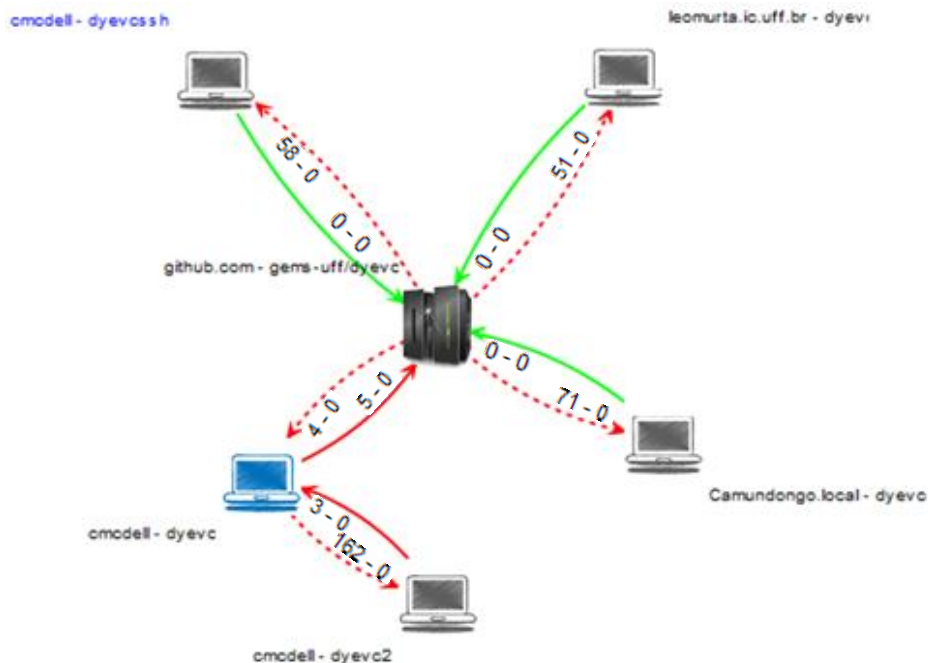 cmcdell - dyevcssh
leomurta.ic.uff.br - dyev
58 - 0
51 - 0
0 - 0
0 - 0
github.com - gems-uff/dyevc
0 - 0
4 - 0
5 - 0
71 - 0
Camundongo.local - dyevc
3 - 0
cmcdell - dyevc
162 - 0
cmcdell - dyevc2